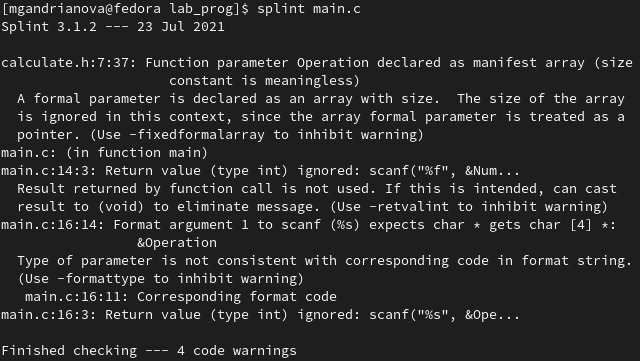 [mgandrianova@fedora lab_prog]$ splint main.c
Splint 3.1.2 --- 23 Jul 2021

calculate.h:7:37: Function parameter Operation declared as manifest array (size
                     constant is meaningless)
  A formal parameter is declared as an array with size.  The size of the array
  is ignored in this context, since the array formal parameter is treated as a
  pointer. (Use -fixedformalarray to inhibit warning)
main.c: (in function main)
main.c:14:3: Return value (type int) ignored: scanf("%f", &Num...
  Result returned by function call is not used. If this is intended, can cast
  result to (void) to eliminate message. (Use -retvalint to inhibit warning)
main.c:16:14: Format argument 1 to scanf (%s) expects char * gets char [4] *:
                 &Operation
  Type of parameter is not consistent with corresponding code in format string.
  (Use -formattype to inhibit warning)
   main.c:16:11: Corresponding format code
main.c:16:3: Return value (type int) ignored: scanf("%s", &Ope...

Finished checking --- 4 code warnings